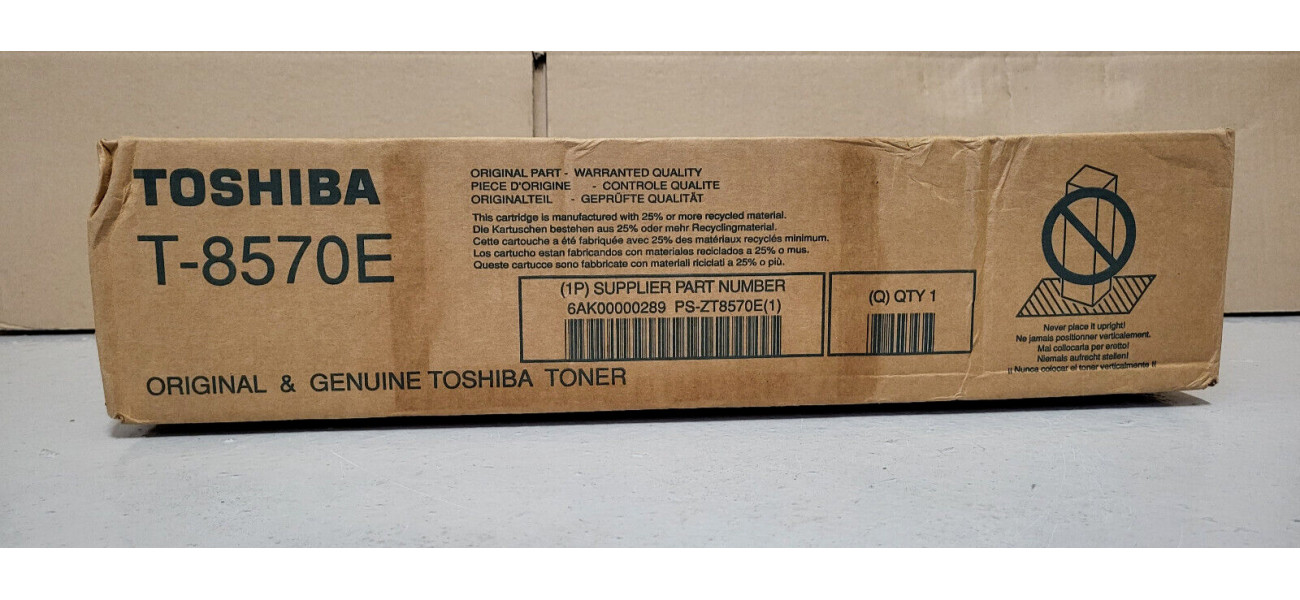 TOSHIBA
T-8570E
ORIGINAL PART - WARRANTED QUALITY
PIECE D'ORIGINE - CONTROLE QUALITE
ORIGINALTEIL - GEPRÜFTE QUALITÄT
This cartridge is manufactured with 25% or more recycled material.
Die Kartuschen bestehen aus 25% oder mehr Recyclingmaterial.
Cette cartouche a été fabriquée avec 25% des matériaux recyclés minimum.
Los cartucho estan fabricandos con materiales reciclados a 25% o mus.
Queste cartucce sono fabbricate con materiali riciclati a 25% o più.
(1P) SUPPLIER PART NUMBER
6AK00000289 PS-ZT8570E(1)
(Q) QTY 1
Never place it upright!
Ne jamais positionner verticalement.
Mai collocarla per eretto!
Niemals aufrecht stellen!
¡¡ Nunca colocar el toner verticalmente !!
ORIGINAL & GENUINE TOSHIBA TONER